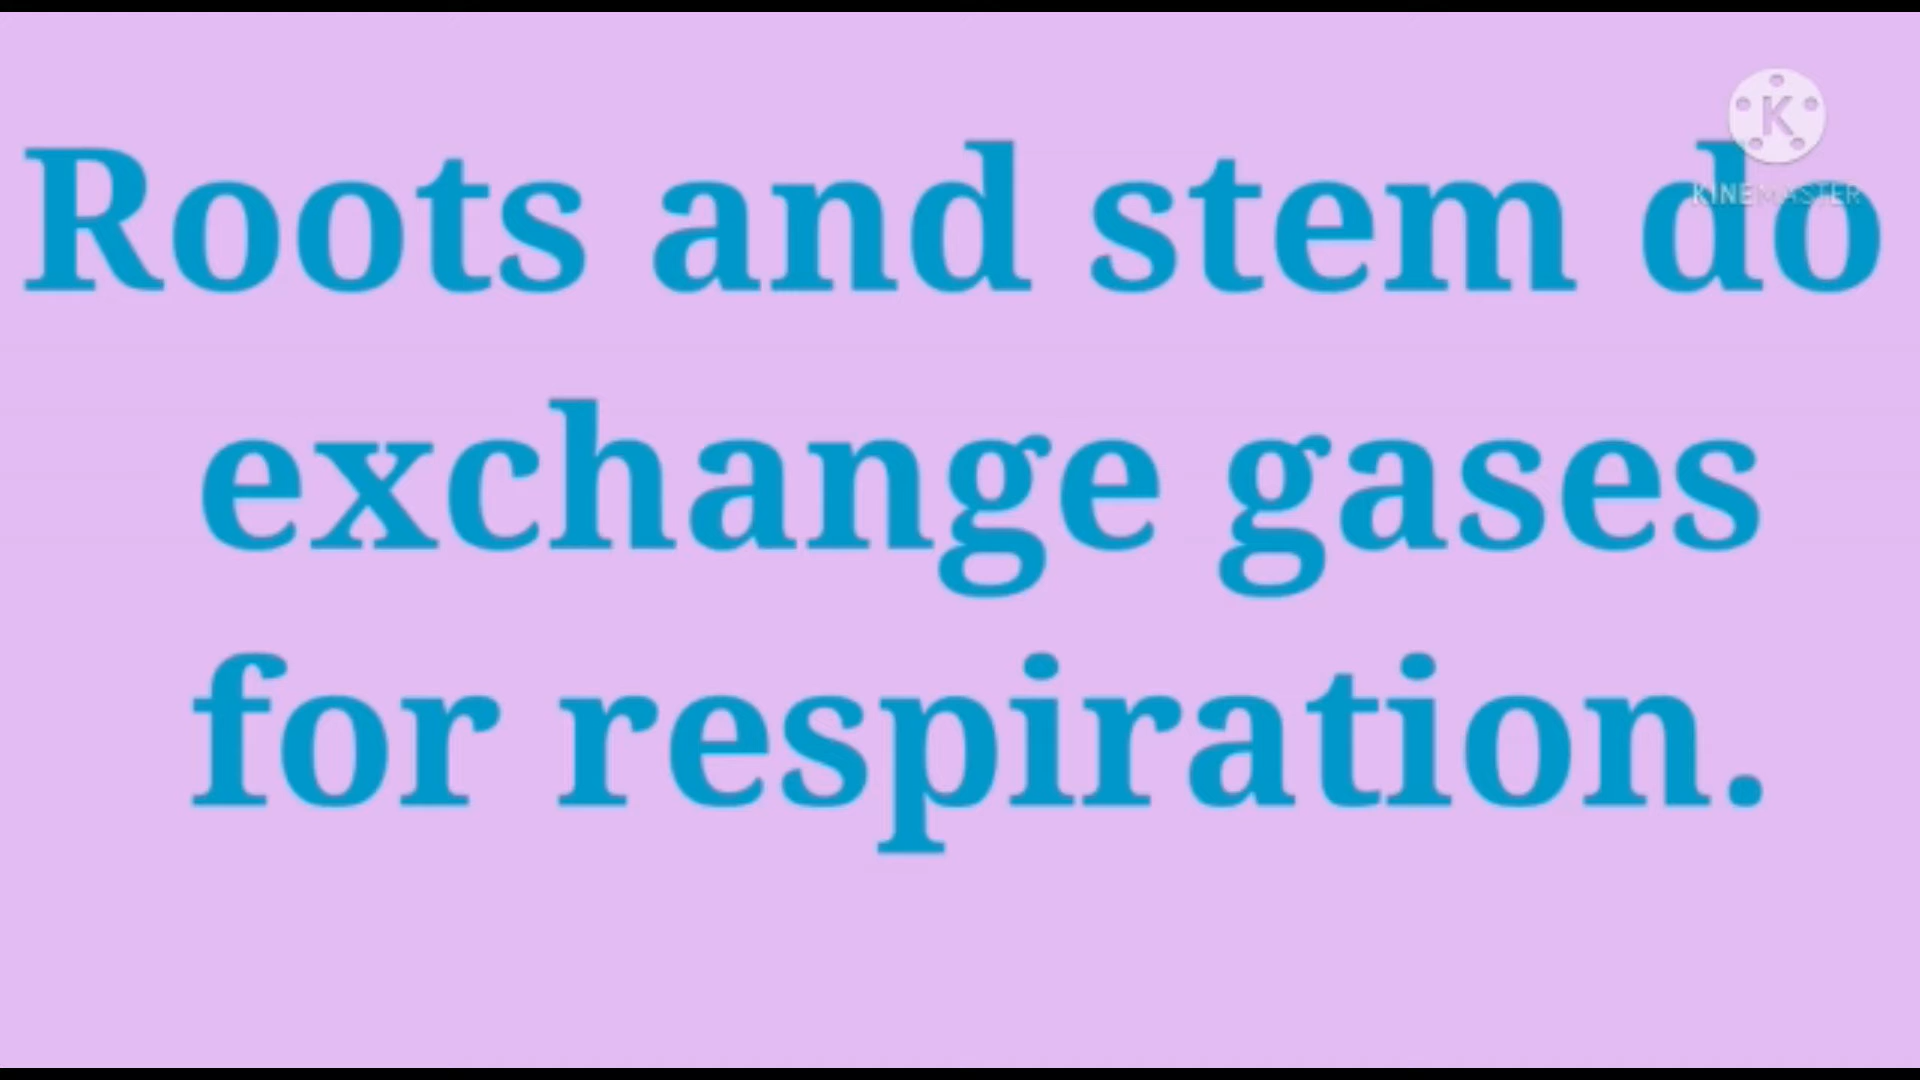 KINEMASTER
Roots and stem do
exchange gases
for respiration.